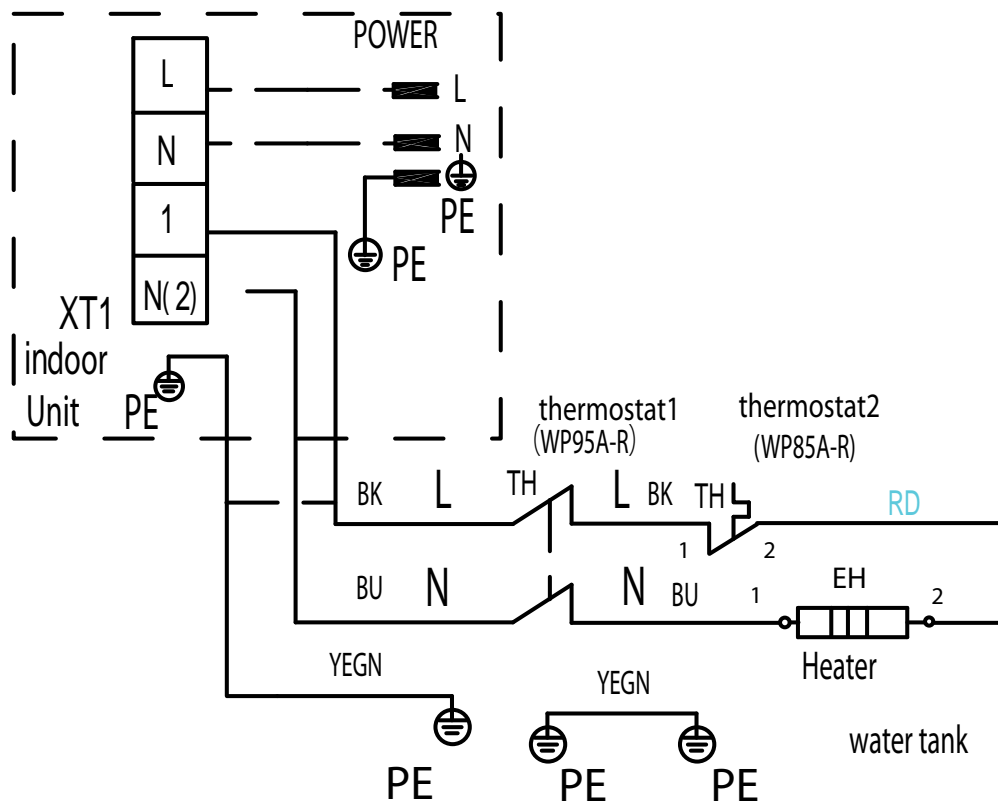 POWER
L
L
N
N
PE
1
PE
N( 2)
XT1
indoor
Unit
PE
thermostat1
(WP95A-R)
thermostat2
(WP85A-R)
BK
L
TH
L
BK
TH
RD
1
2
BU
N
N
BU
1
EH
2
Heater
YEGN
YEGN
water tank
PE
PE
PE